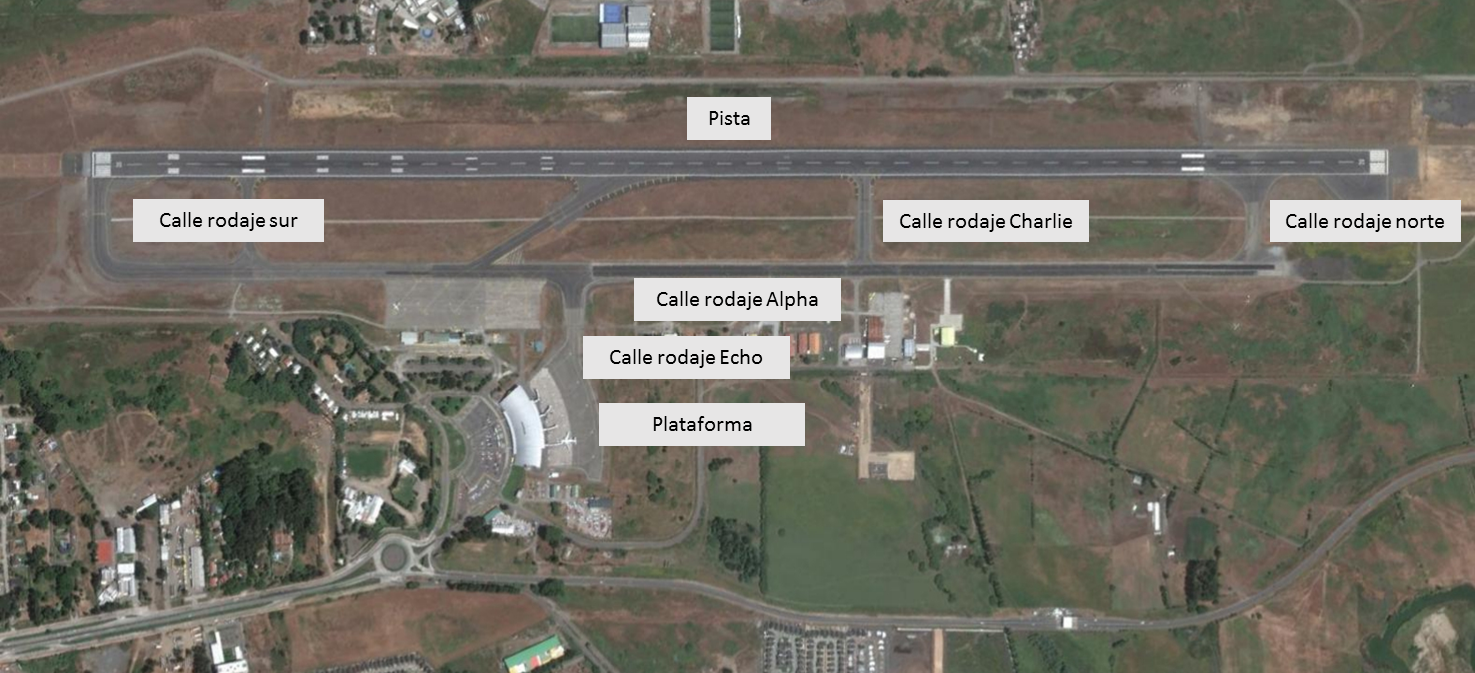 Pista
Calle rodaje sur
Calle rodaje Charlie
Calle rodaje norte
Calle rodaje Alpha
Calle rodaje Echo
Plataforma